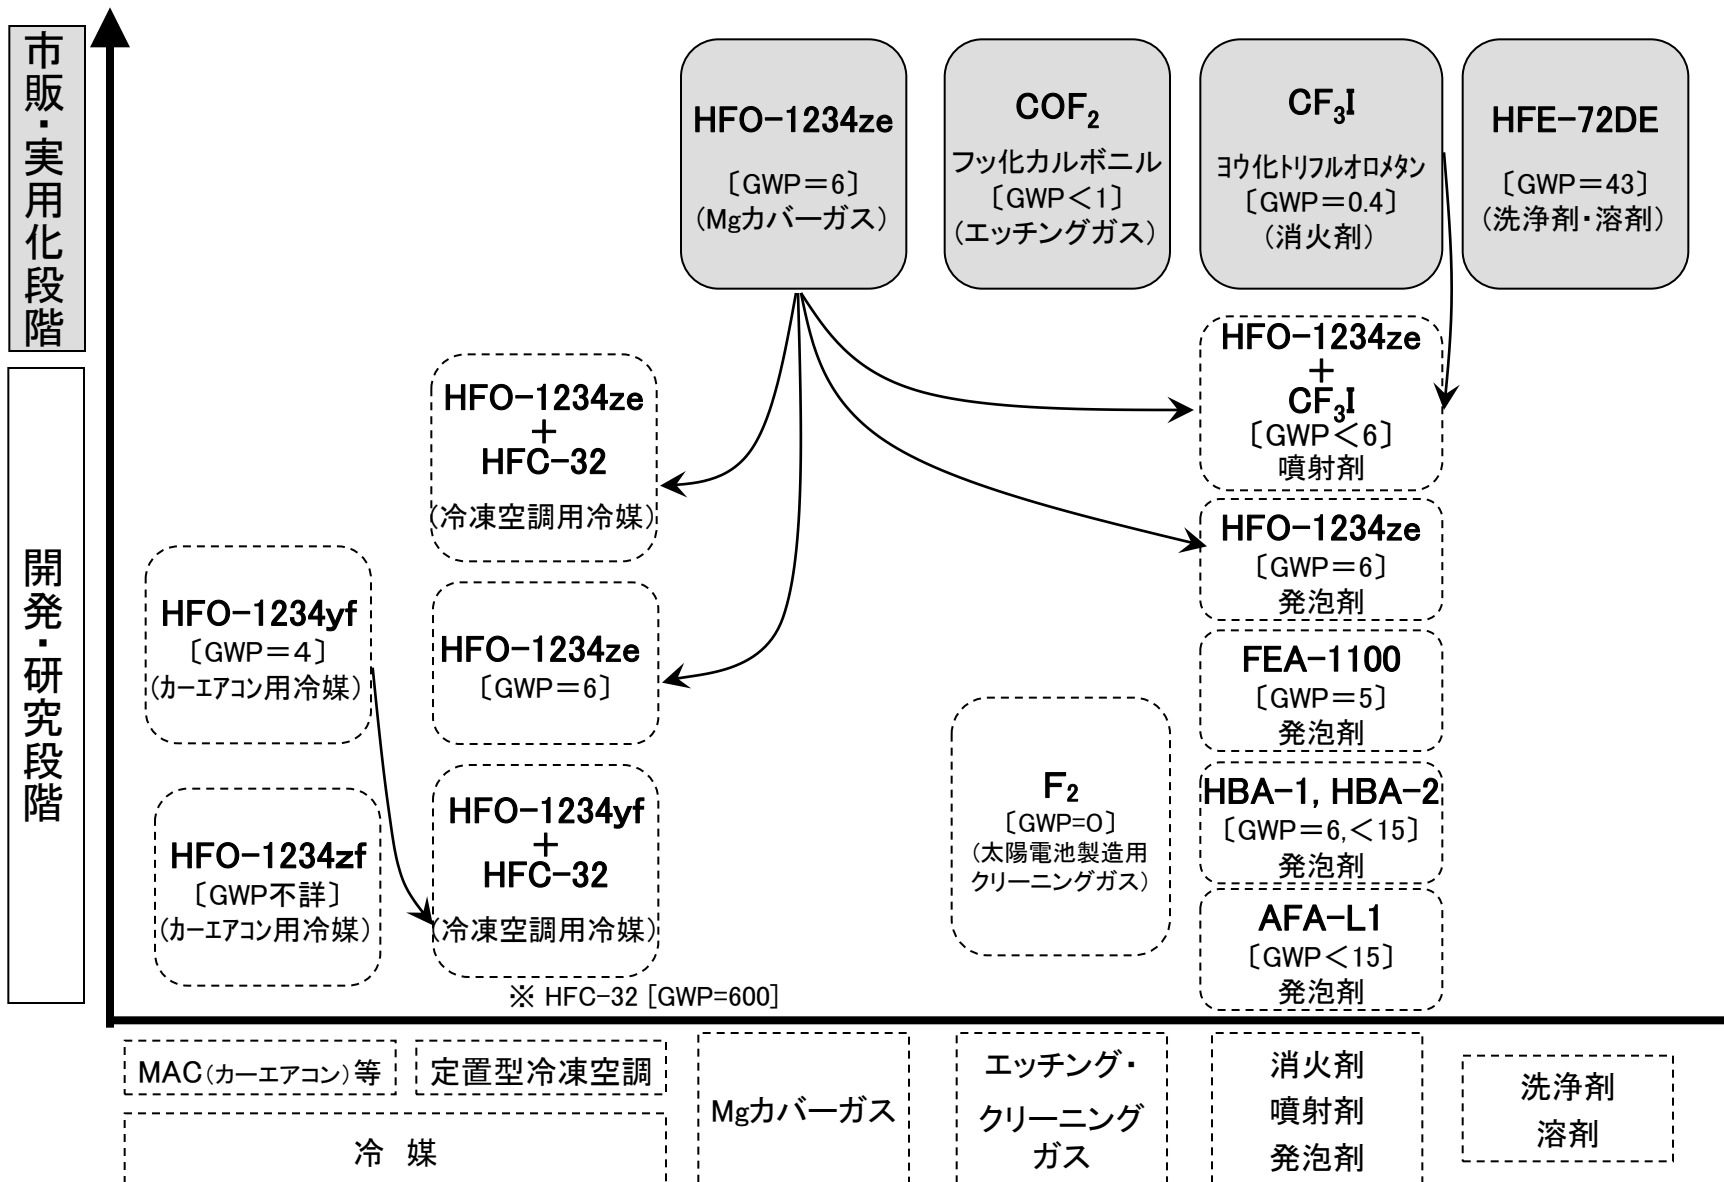 市販・実用化段階
開発・研究段階
HFO-1234ze
〔GWP＝6〕
(Mgカバーガス)
COF₂
フッ化カルボニル
〔GWP＜1〕
(エッチングガス)
CF₃I
ヨウ化トリフルオロメタン
〔GWP＝0.4〕
(消火剤)
HFE-72DE
〔GWP＝43〕
(洗浄剤・溶剤)
HFO-1234ze
＋
HFC-32
(冷凍空調用冷媒)
HFO-1234ze
＋
CF₃I
〔GWP＜6〕
噴射剤
HFO-1234ze
〔GWP＝6〕
発泡剤
HFO-1234yf
〔GWP＝4〕
(カーエアコン用冷媒)
HFO-1234ze
〔GWP＝6〕
FEA-1100
〔GWP＝5〕
発泡剤
HFO-1234zf
〔GWP不詳〕
(カーエアコン用冷媒)
HFO-1234yf
＋
HFC-32
(冷凍空調用冷媒)
F₂
〔GWP=0〕
(太陽電池製造用
クリーニングガス)
HBA-1, HBA-2
〔GWP＝6,＜15〕
発泡剤
AFA-L1
〔GWP＜15〕
発泡剤
※ HFC-32 [GWP=600]
MAC(カーエアコン)等
定置型冷凍空調
冷 媒
Mgカバーガス
エッチング・
クリーニング
ガス
消火剤
噴射剤
発泡剤
洗浄剤
溶剤